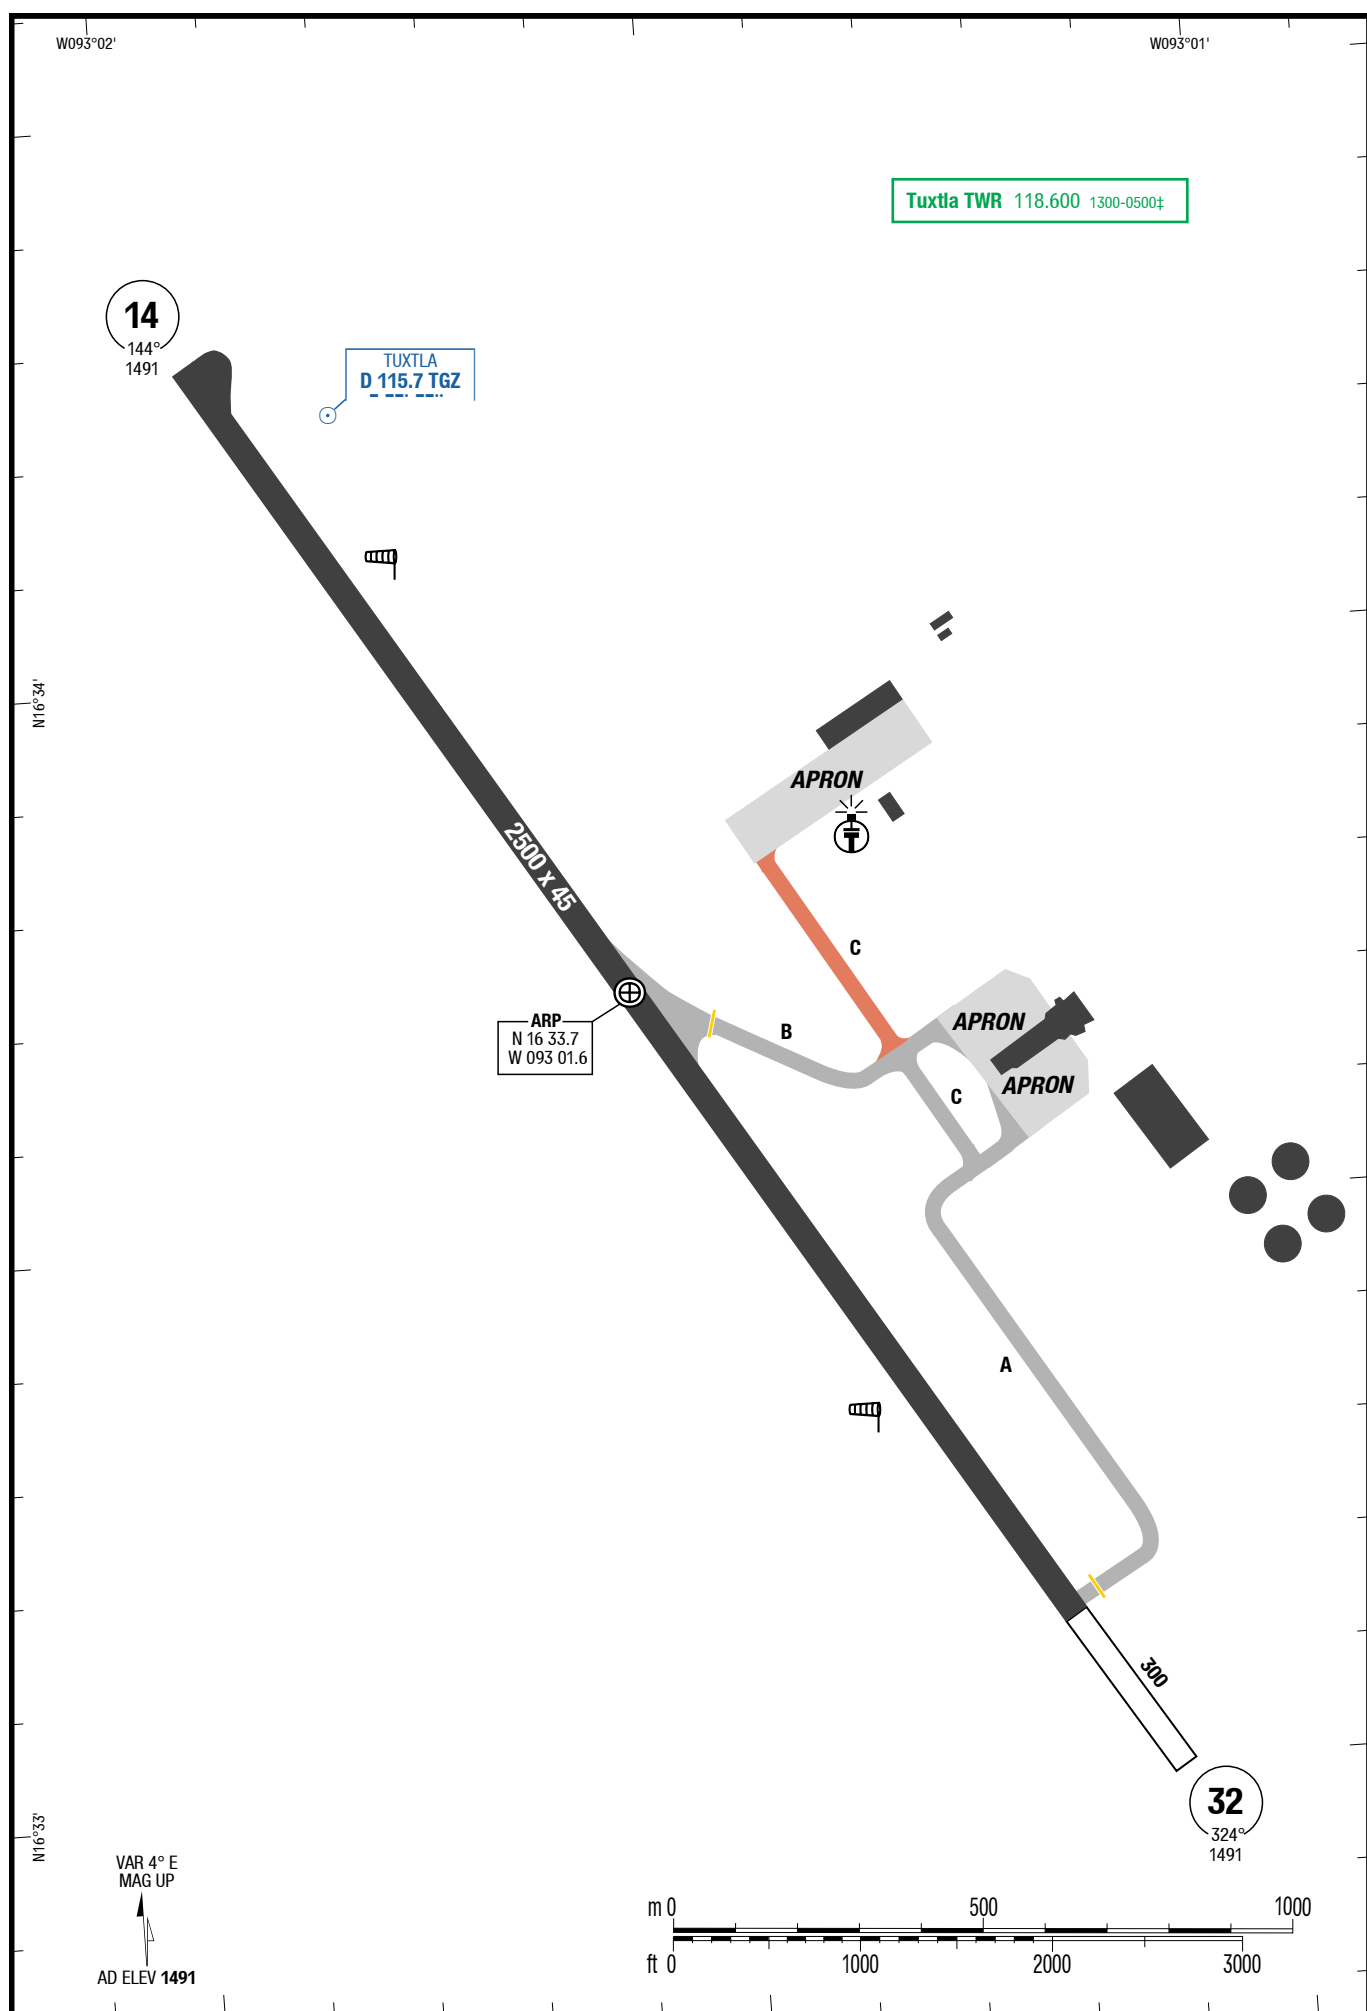 W093°02'
W093°01'
Tuxtla TWR 118.600 1300-0500‡
14
144°
1491
TUXTLA
D 115.7 TGZ
N16°34'
APRON
2500 x 45
C
ARP
N 16 33.7
W 093 01.6
B
APRON
APRON
C
A
300
32
324°
1491
N16°33'
VAR 4° E
MAG UP
AD ELEV 1491
m 0 500 1000
ft 0 1000 2000 3000